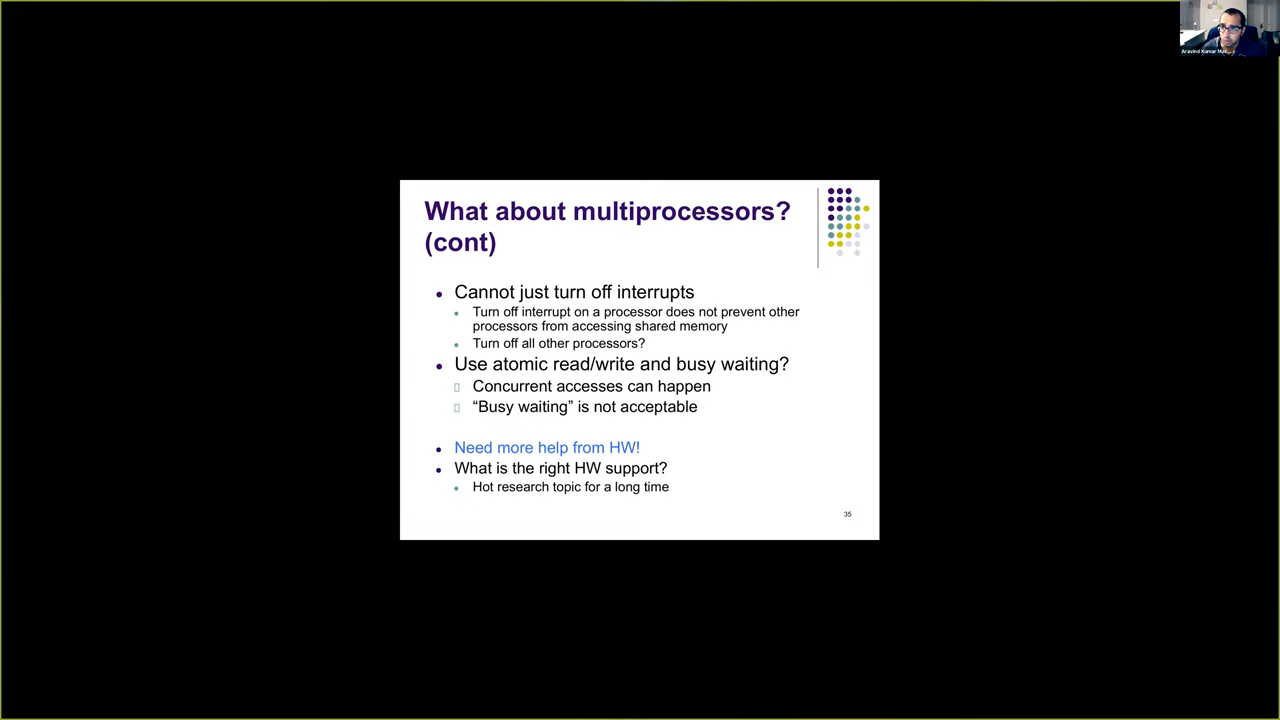 Aravind Kumar
What about multiprocessors?
(cont)
Cannot just turn off interrupts
Turn off interrupt on a processor does not prevent other
processors from accessing shared memory
Turn off all other processors?
Use atomic read/write and busy waiting?
Concurrent accesses can happen
“Busy waiting” is not acceptable
Need more help from HW!
What is the right HW support?
Hot research topic for a long time
35